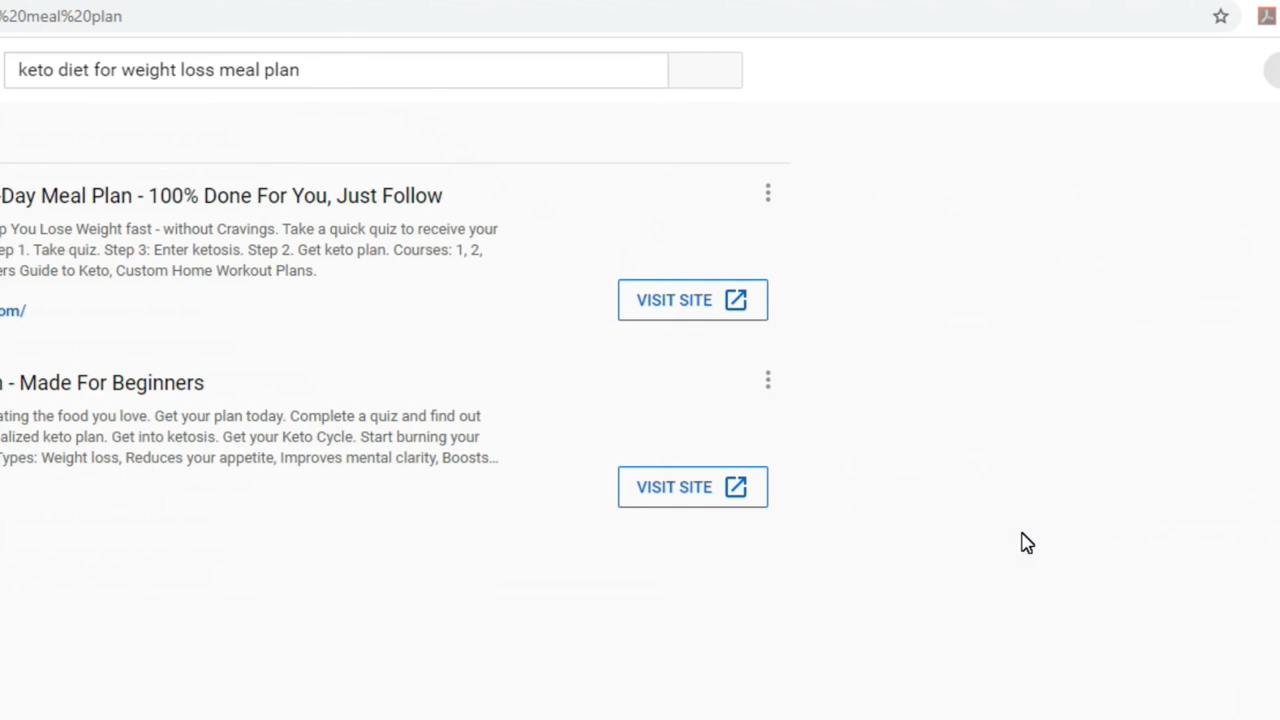 %20meal%20plan
keto diet for weight loss meal plan
-Day Meal Plan - 100% Done For You, Just Follow
p You Lose Weight fast - without Cravings. Take a quick quiz to receive your
ep 1. Take quiz. Step 3: Enter ketosis. Step 2. Get keto plan. Courses: 1, 2,
ers Guide to Keto, Custom Home Workout Plans.
VISIT SITE
om/
n - Made For Beginners
ating the food you love. Get your plan today. Complete a quiz and find out
alized keto plan. Get into ketosis. Get your Keto Cycle. Start burning your
Types: Weight loss, Reduces your appetite, Improves mental clarity, Boosts...
VISIT SITE